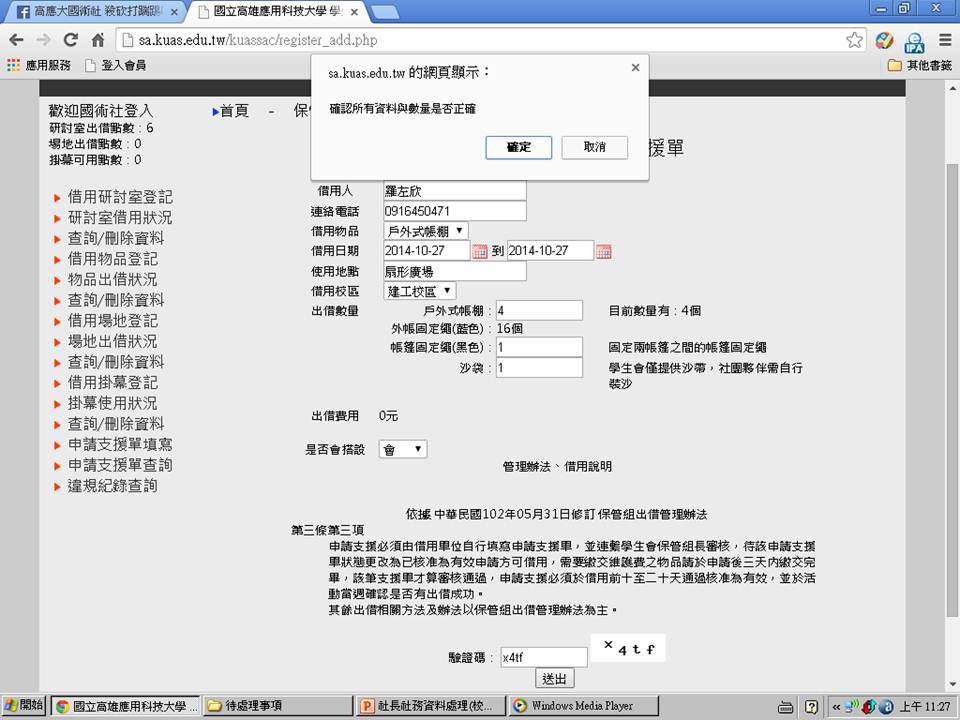 高應大國術社 殺砍打踢
國立高雄應用科技大學 學
sa.kuas.edu.tw/kuassac/register_add.php
應用服務
登入會員
其他書籤
sa.kuas.edu.tw 的網頁顯示：
確認所有資料與數量是否正確
確定
取消
歡迎國術社登入
研討室出借點數：6
場地出借點數：0
掛幕可用點數：0
首頁 - 保
援單
借用研討室登記
研討室借用狀況
查詢/刪除資料
借用物品登記
物品出借狀況
查詢/刪除資料
借用場地登記
場地出借狀況
查詢/刪除資料
借用掛幕登記
掛幕使用狀況
查詢/刪除資料
申請支援單填寫
申請支援單查詢
違規紀錄查詢
借用人 羅左欣
連絡電話 0916450471
借用物品 戶外式帳棚
借用日期 2014-10-27 到 2014-10-27
使用地點 扇形廣場
借用校區 建工校區
出借數量 戶外式帳棚：4 目前數量有：4個
外帳固定繩(藍色)：16個
帳篷固定繩(黑色)：1 固定兩帳篷之間的帳篷固定繩
沙袋：1 學生會僅提供沙帶，社團夥伴需自行
裝沙
出借費用 0元
是否會搭設 會
管理辦法、借用說明
依據 中華民國102年05月31日修訂 保管組出借管理辦法
第三條第三項
申請支援必須由借用單位自行填寫申請支援單，並連繫學生會保管組長審核，待該申請支援
單狀態更改為已核准為有效申請方可借用，需要繳交維護費之物品請於申請後三天內繳交完
畢，該筆支援單才算審核通過，申請支援必須於借用前十至二十天通過核准為有效，並於活
動當週確認是否有出借成功。
其餘出借相關方法及辦法以保管組出借管理辦法為主。
驗證碼：x4tf x4tf
送出
開始
國立高雄應用科技大學 ...
待處理事項
社長社務資料處理(校...
Windows Media Player
上午 11:27